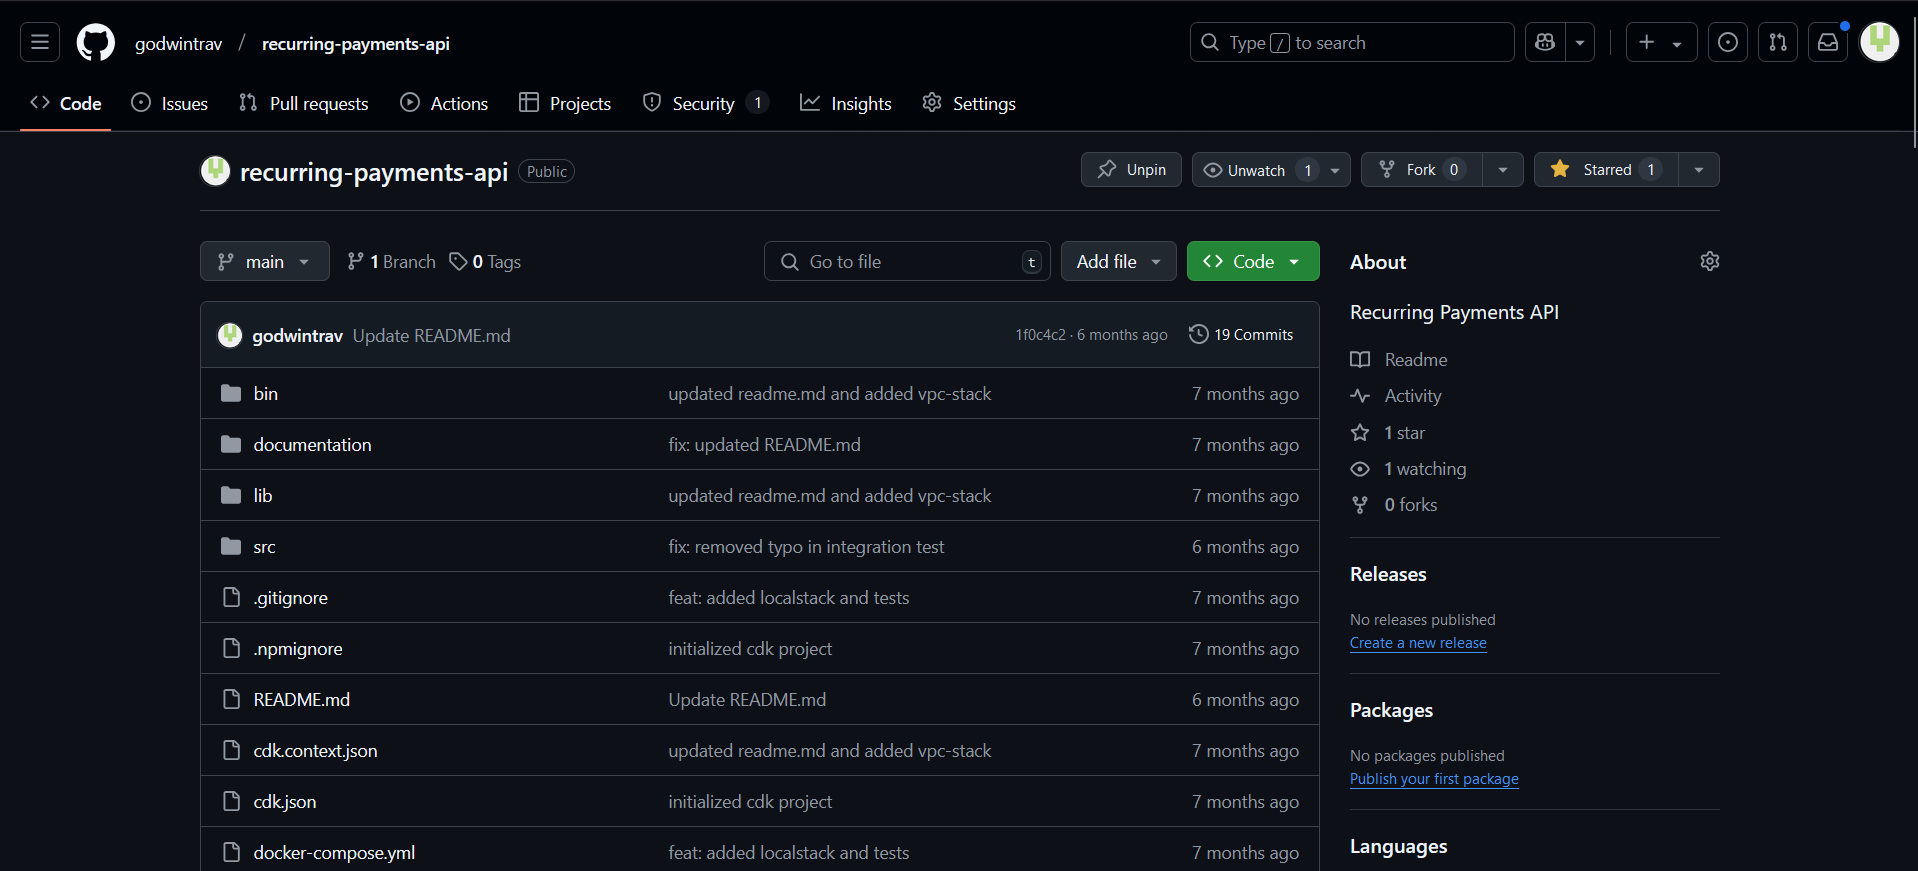 godwintrav / recurring-payments-api
Type / to search
Code Issues Pull requests Actions Projects Security 1 Insights Settings
recurring-payments-api Public
Unpin Unwatch 1 Fork 0 Starred 1
main 1 Branch 0 Tags
Go to file t Add file Code
godwintrav Update README.md 1f0c4c2 · 6 months ago 19 Commits
bin updated readme.md and added vpc-stack 7 months ago
documentation fix: updated README.md 7 months ago
lib updated readme.md and added vpc-stack 7 months ago
src fix: removed typo in integration test 6 months ago
.gitignore feat: added localstack and tests 7 months ago
.npmignore initialized cdk project 7 months ago
README.md Update README.md 6 months ago
cdk.context.json updated readme.md and added vpc-stack 7 months ago
cdk.json initialized cdk project 7 months ago
docker-compose.yml feat: added localstack and tests 7 months ago
About
Recurring Payments API
Readme
Activity
1 star
1 watching
0 forks
Releases
No releases published
Create a new release
Packages
No packages published
Publish your first package
Languages